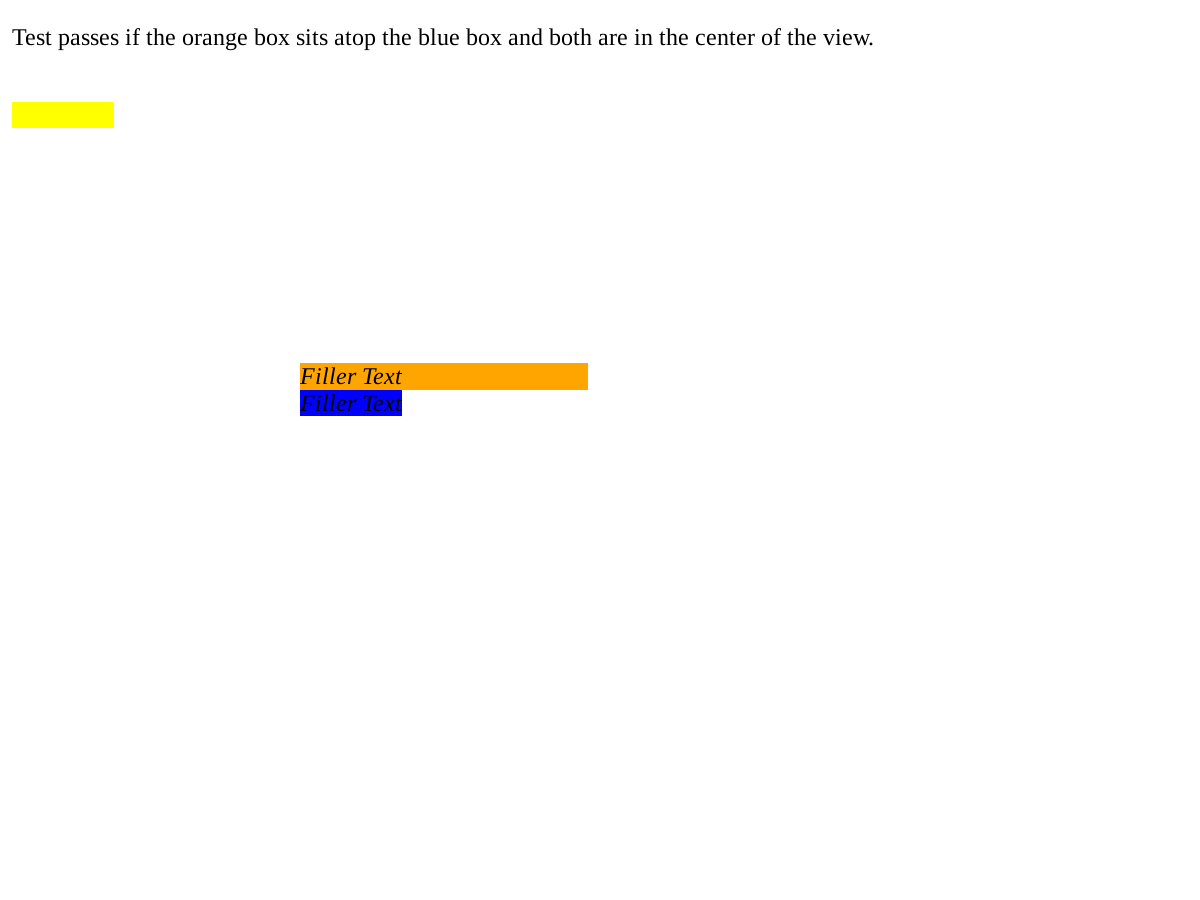 Test passes if the orange box sits atop the blue box and both are in the center of the view.
Filler Text
Filler Text